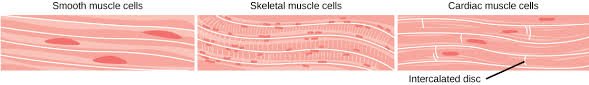 Smooth muscle cells
Skeletal muscle cells
Cardiac muscle cells
Intercalated disc